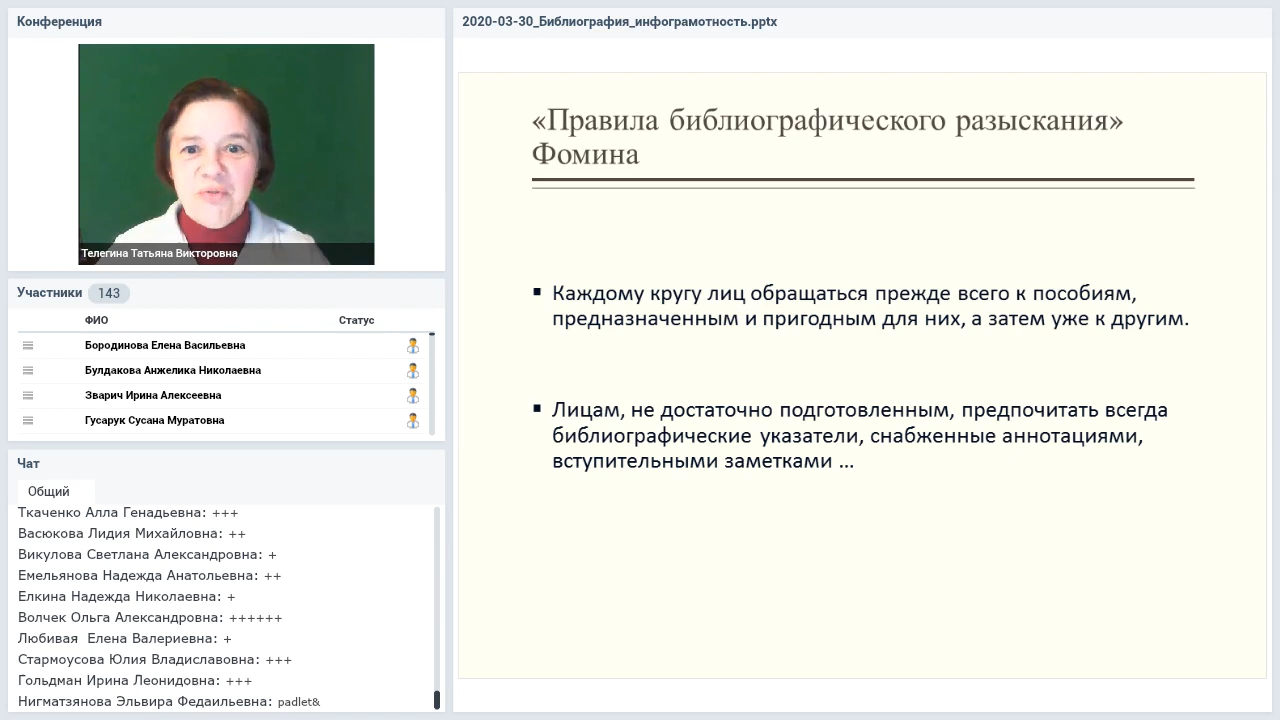 Конференция
Телегина Татьяна Викторовна
Участники 143
ФИО Статус
Бородинова Елена Васильевна
Булдакова Анжелика Николаевна
Зварич Ирина Алексеевна
Гусарук Сусана Муратовна
Чат
Общий
Ткаченко Алла Генадьевна: +++
Васюкова Лидия Михайловна: ++
Викулова Светлана Александровна: +
Емельянова Надежда Анатольевна: ++
Елкина Надежда Николаевна: +
Волчек Ольга Александровна: ++++++
Любивая  Елена Валериевна: +
Стармоусова Юлия Владиславовна: +++
Гольдман Ирина Леонидовна: +++
Нигматзянова Эльвира Федаильевна: padlet&
2020-03-30_Библиография_инфограмотность.pptx
«Правила библиографического разыскания»
Фомина
▪ Каждому кругу лиц обращаться прежде всего к пособиям,
предназначенным и пригодным для них, а затем уже к другим.
▪ Лицам, не достаточно подготовленным, предпочитать всегда
библиографические указатели, снабженные аннотациями,
вступительными заметками ...